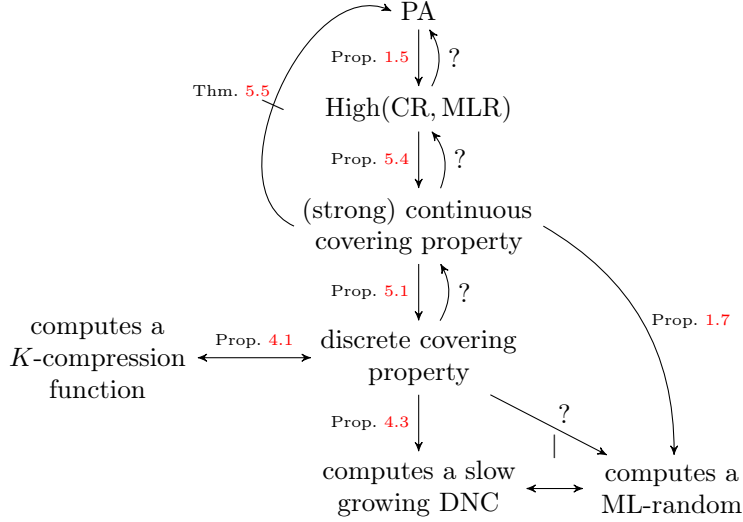 PA
Prop. 1.5
?
Thm. 5.5
High(CR, MLR)
Prop. 5.4
?
(strong) continuous
covering property
Prop. 5.1
?
Prop. 1.7
computes a
K-compression
function
Prop. 4.1
discrete covering
property
Prop. 4.3
?
computes a slow
growing DNC
computes a
ML-random